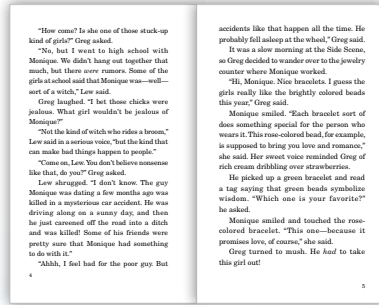 "How come? Is she one of those stuck-up
kind of girls?" Greg asked.
"No, but I went to high school with
Monique. We didn't hang out together that
much, but there were rumors. Some of the
girls at school said that Monique was—well—
sort of a witch," Lew said.
Greg laughed. "I bet those chicks were
jealous. What girl wouldn't be jealous of
Monique?"
"Not the kind of witch who rides a broom,"
Lew said in a serious voice, "but the kind that
can make bad things happen to people."
"Come on, Lew. You don't believe nonsense
like that, do you?" Greg asked.
Lew shrugged. "I don't know. The guy
Monique was dating a few months ago was
killed in a mysterious car accident. He was
driving along on a sunny day, and then
he just careened off the road into a ditch
and was killed! Some of his friends were
pretty sure that Monique had something
to do with it."
"Ahhh, I feel bad for the poor guy. But
4
accidents like that happen all the time. He
probably fell asleep at the wheel," Greg said.
It was a slow morning at the Side Scene,
so Greg decided to wander over to the jewelry
counter where Monique worked.
"Hi, Monique. Nice bracelets. I guess the
girls really like the brightly colored beads
this year," Greg said.
Monique smiled. "Each bracelet sort of
does something special for the person who
wears it. This rose-colored bead, for example,
is supposed to bring you love and romance,"
she said. Her sweet voice reminded Greg of
rich cream dribbling over strawberries.
He picked up a green bracelet and read
a tag saying that green beads symbolize
wisdom. "Which one is your favorite?"
he asked.
Monique smiled and touched the rose-
colored bracelet. "This one—because it
promises love, of course," she said.
Greg turned to mush. He had to take
this girl out!
5